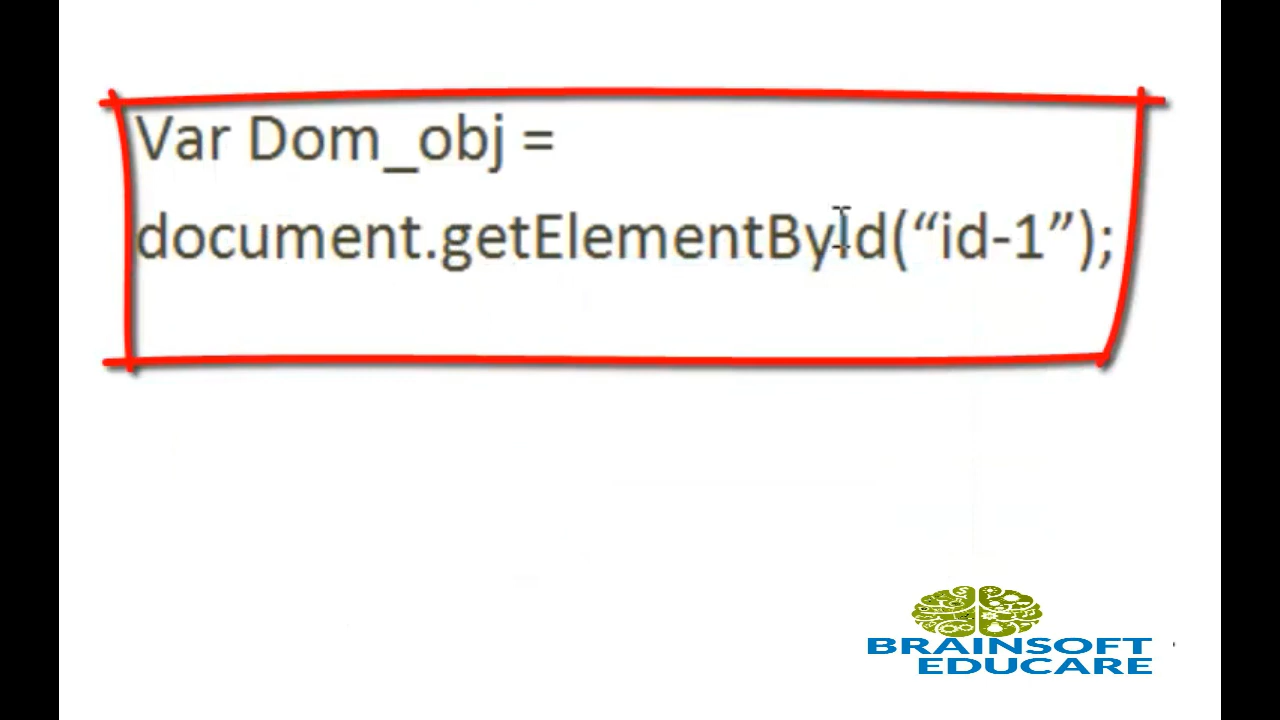 Var Dom_obj =
document.getElementById(“id-1”);
BRAINSOFT
EDUCARE